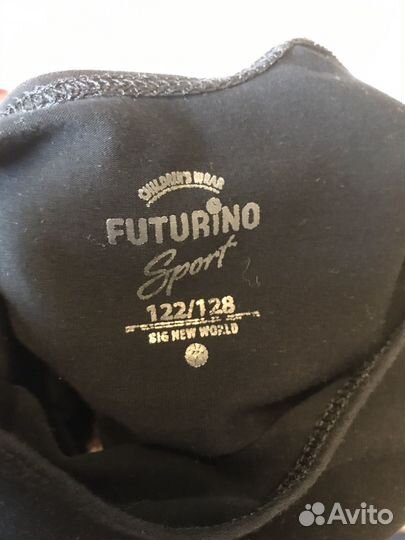 CHILDREN'S WEAR
FUTURINO
Sport
122/128
BIG NEW WORLD
Avito